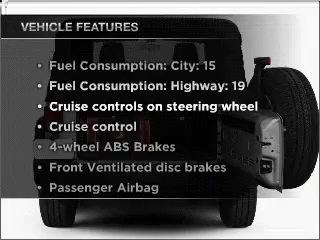 VEHICLE FEATURES
• Fuel Consumption: City: 15
• Fuel Consumption: Highway: 19
• Cruise controls on steering wheel
• Cruise control
• 4-wheel ABS Brakes
• Front Ventilated disc brakes
• Passenger Airbag